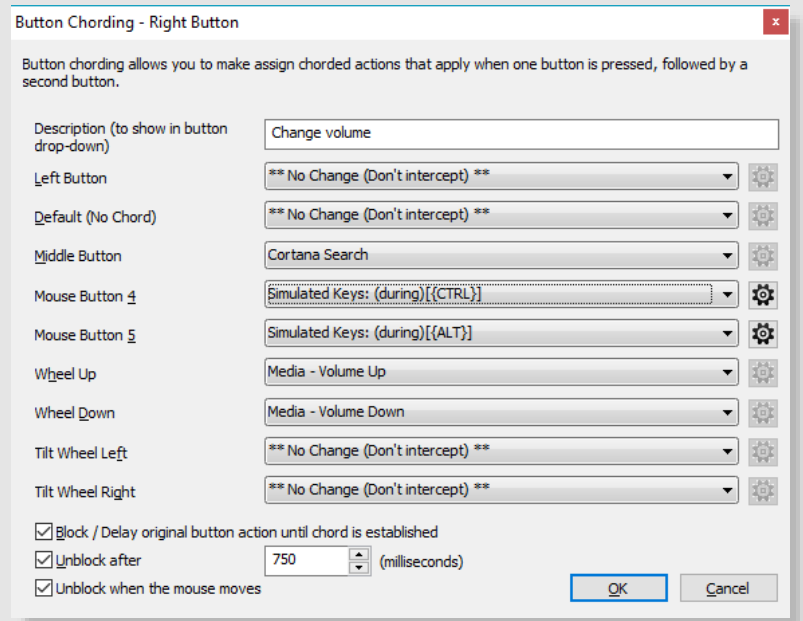 Button Chording - Right Button
x
Button chording allows you to make assign chorded actions that apply when one button is pressed, followed by a
second button.
Description (to show in button
drop-down)
Change volume
Left Button
** No Change (Don't intercept) **
Default (No Chord)
** No Change (Don't intercept) **
Middle Button
Cortana Search
Mouse Button 4
Simulated Keys: (during)[{CTRL}]
Mouse Button 5
Simulated Keys: (during)[{ALT}]
Wheel Up
Media - Volume Up
Wheel Down
Media - Volume Down
Tilt Wheel Left
** No Change (Don't intercept) **
Tilt Wheel Right
** No Change (Don't intercept) **
Block / Delay original button action until chord is established
Unblock after 750 (milliseconds)
Unblock when the mouse moves
OK Cancel